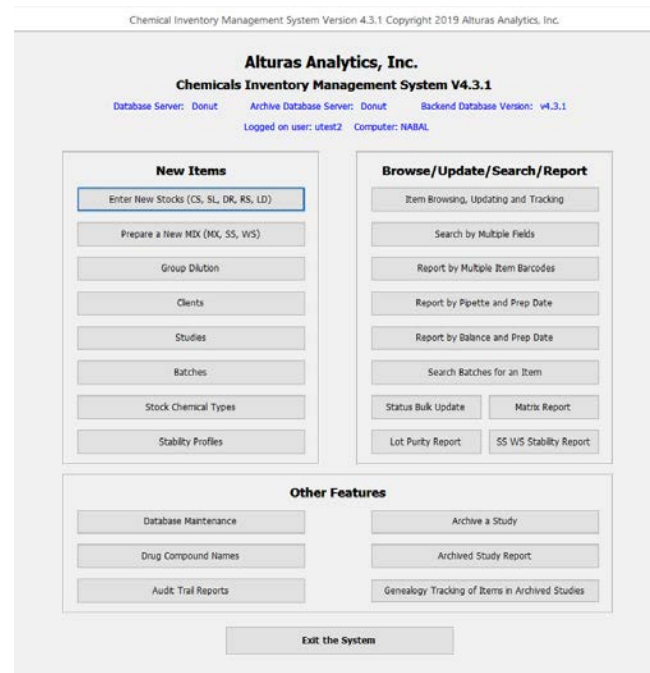 Chemical Inventory Management System Version 4.3.1 Copyright 2019 Alturas Analytics, Inc.
Alturas Analytics, Inc.
Chemicals Inventory Management System V4.3.1
Database Server: Donut Archive Database Server: Donut Backend Database Version: v4.3.1
Logged on user: utest2 Computer: NABAL
New Items
Enter New Stocks (CS, SL, DR, RS, LD)
Prepare a New MIX (MX, SS, WS)
Group Dilution
Clients
Studies
Batches
Stock Chemical Types
Stability Profiles
Browse/Update/Search/Report
Item Browsing, Updating and Tracking
Search by Multiple Fields
Report by Multiple Item Barcodes
Report by Pipette and Prep Date
Report by Balance and Prep Date
Search Batches for an Item
Status Bulk Update Matrix Report
Lot Purity Report SS WS Stability Report
Other Features
Database Maintenance
Drug Compound Names
Audit Trail Reports
Archive a Study
Archived Study Report
Genealogy Tracking of Items in Archived Studies
Exit the System